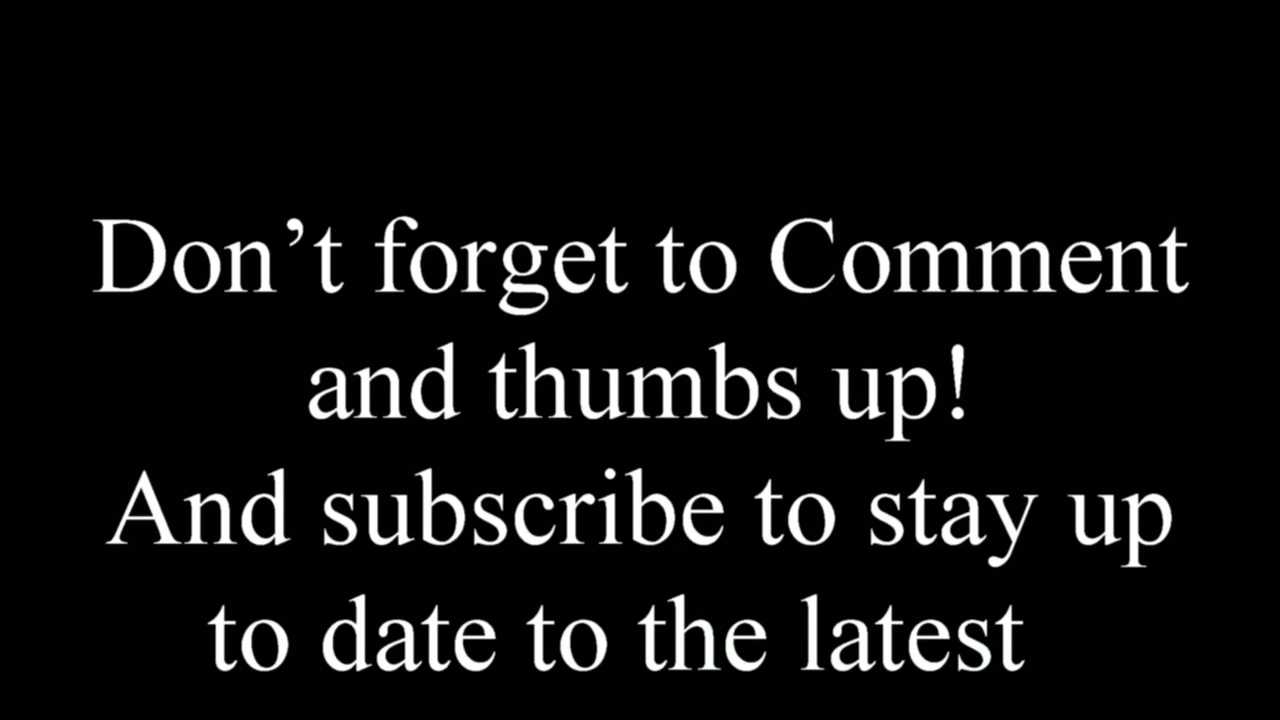 Don’t forget to Comment
and thumbs up!
And subscribe to stay up
to date to the latest